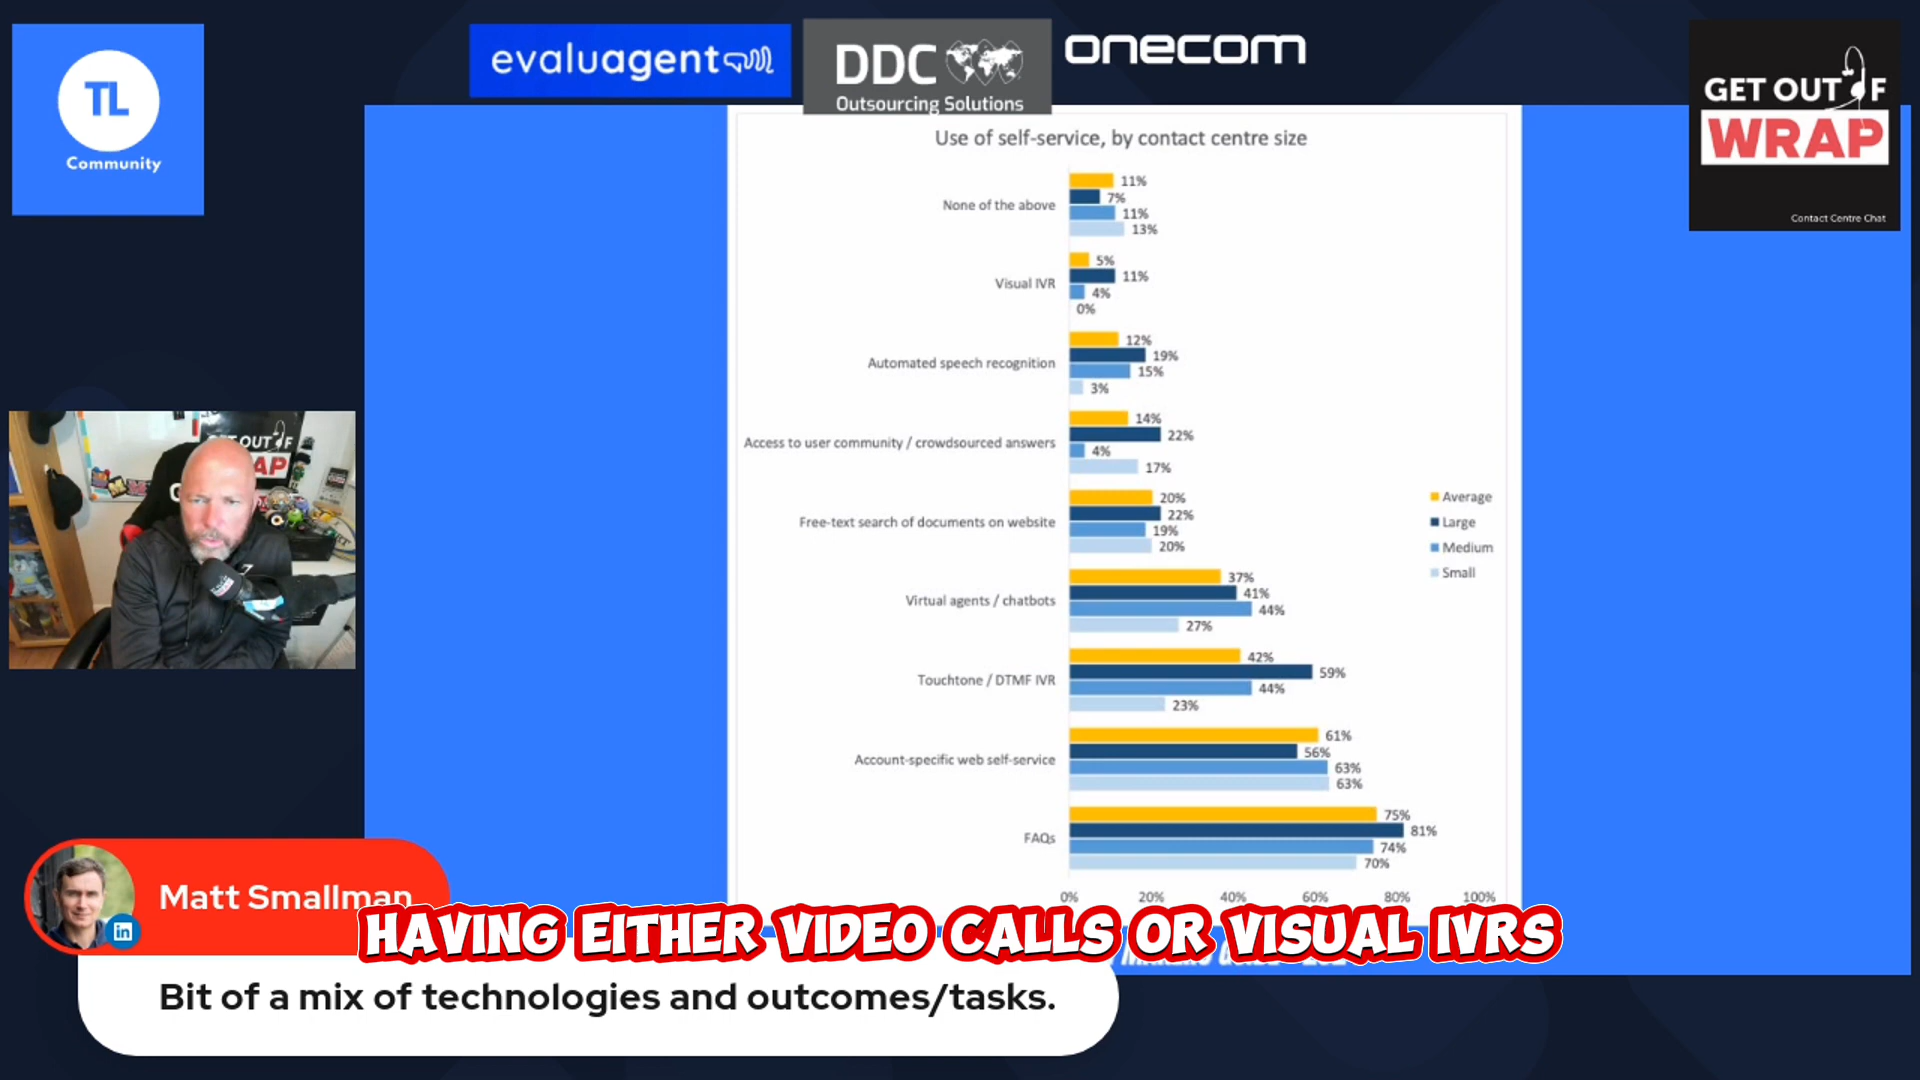 TL
Community
evaluagent
DDC
Outsourcing Solutions
onecom
GET OUT OF
WRAP
Contact Centre Chat
Use of self-service, by contact centre size
None of the above
11%
7%
11%
13%
Visual IVR
5%
11%
4%
0%
Automated speech recognition
12%
19%
15%
3%
Access to user community / crowdsourced answers
14%
22%
4%
17%
Free-text search of documents on website
20%
22%
19%
20%
Virtual agents / chatbots
37%
41%
44%
27%
Touchtone / DTMF IVR
42%
59%
44%
23%
Account-specific web self-service
61%
56%
63%
63%
FAQs
75%
81%
74%
70%
0% 20% 40% 60% 80% 100%
Average
Large
Medium
Small
OUT OF
AP
Matt Smallman
in
HAVING EITHER VIDEO CALLS OR VISUAL IVRS
Bit of a mix of technologies and outcomes/tasks.